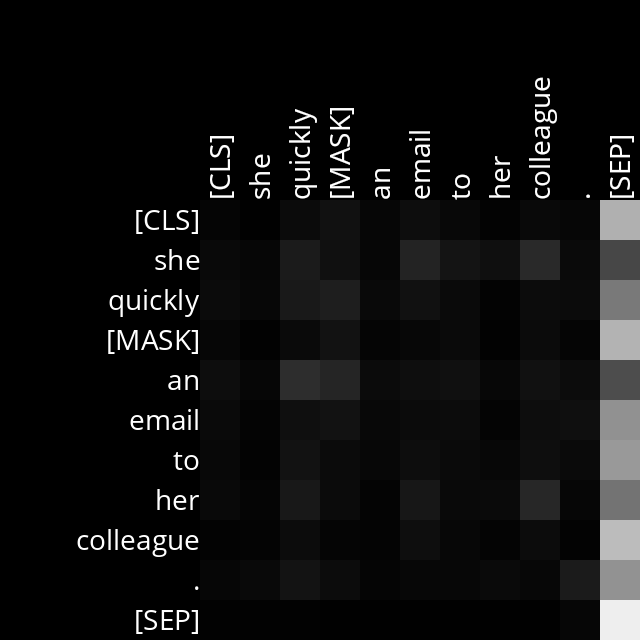 [CLS] she quickly [MASK] an email to her colleague . [SEP]
[CLS]
she
quickly
[MASK]
an
email
to
her
colleague
.
[SEP]